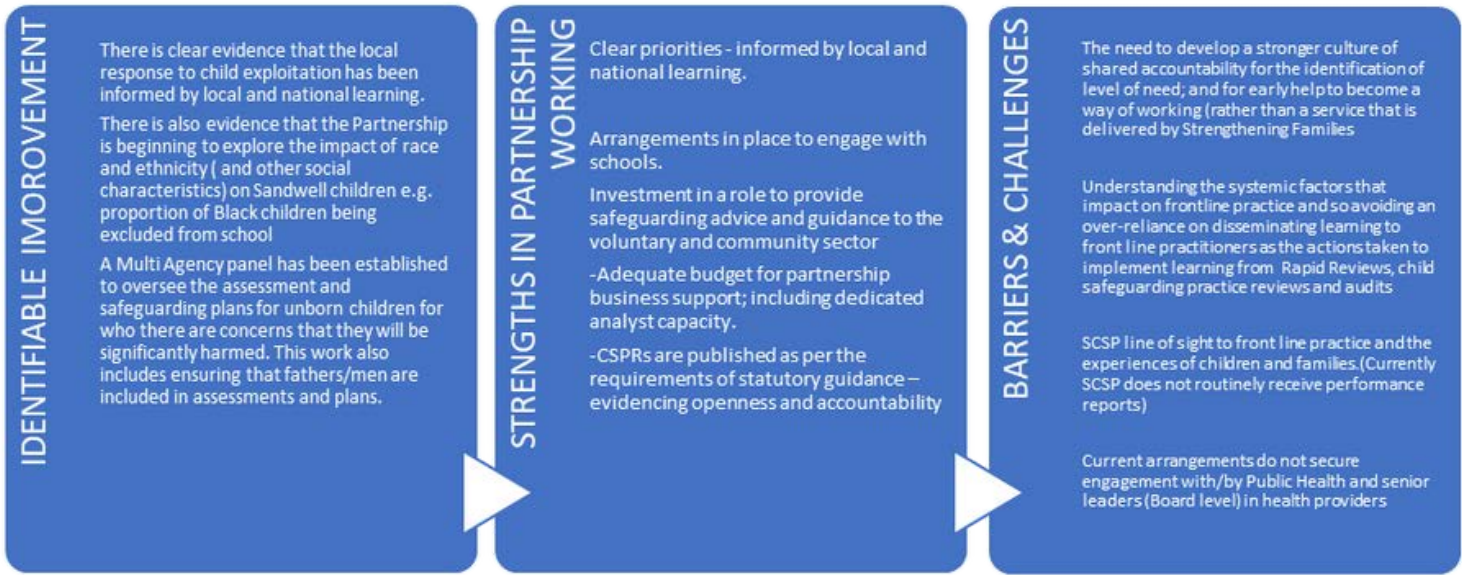 IDENTIFIABLE IMOROVEMENT
There is clear evidence that the local
response to child exploitation has been
informed by local and national learning.
There is also evidence that the Partnership
is beginning to explore the impact of race
and ethnicity ( and other social
characteristics) on Sandwell children e.g.
proportion of Black children being
excluded from school
A Multi Agency panel has been established
to oversee the assessment and
safeguarding plans for unborn children for
who there are concerns that they will be
significantly harmed. This work also
includes ensuring that fathers/men are
included in assessments and plans.
STRENGTHS IN PARTNERSHIP
WORKING
Clear priorities - informed by local and
national learning.
Arrangements in place to engage with
schools.
Investment in a role to provide
safeguarding advice and guidance to the
voluntary and community sector
-Adequate budget for partnership
business support; including dedicated
analyst capacity.
-CSPRs are published as per the
requirements of statutory guidance –
evidencing openness and accountability
BARRIERS & CHALLENGES
The need to develop a stronger culture of
shared accountability for the identification of
level of need; and for early help to become a
way of working (rather than a service that is
delivered by Strengthening Families
Understanding the systemic factors that
impact on frontline practice and so avoiding an
over-reliance on disseminating learning to
front line practitioners as the actions taken to
implement learning from Rapid Reviews, child
safeguarding practice reviews and audits
SCSP line of sight to front line practice and the
experiences of children and families.(Currently
SCSP does not routinely receive performance
reports)
Current arrangements do not secure
engagement with/by Public Health and senior
leaders (Board level) in health providers